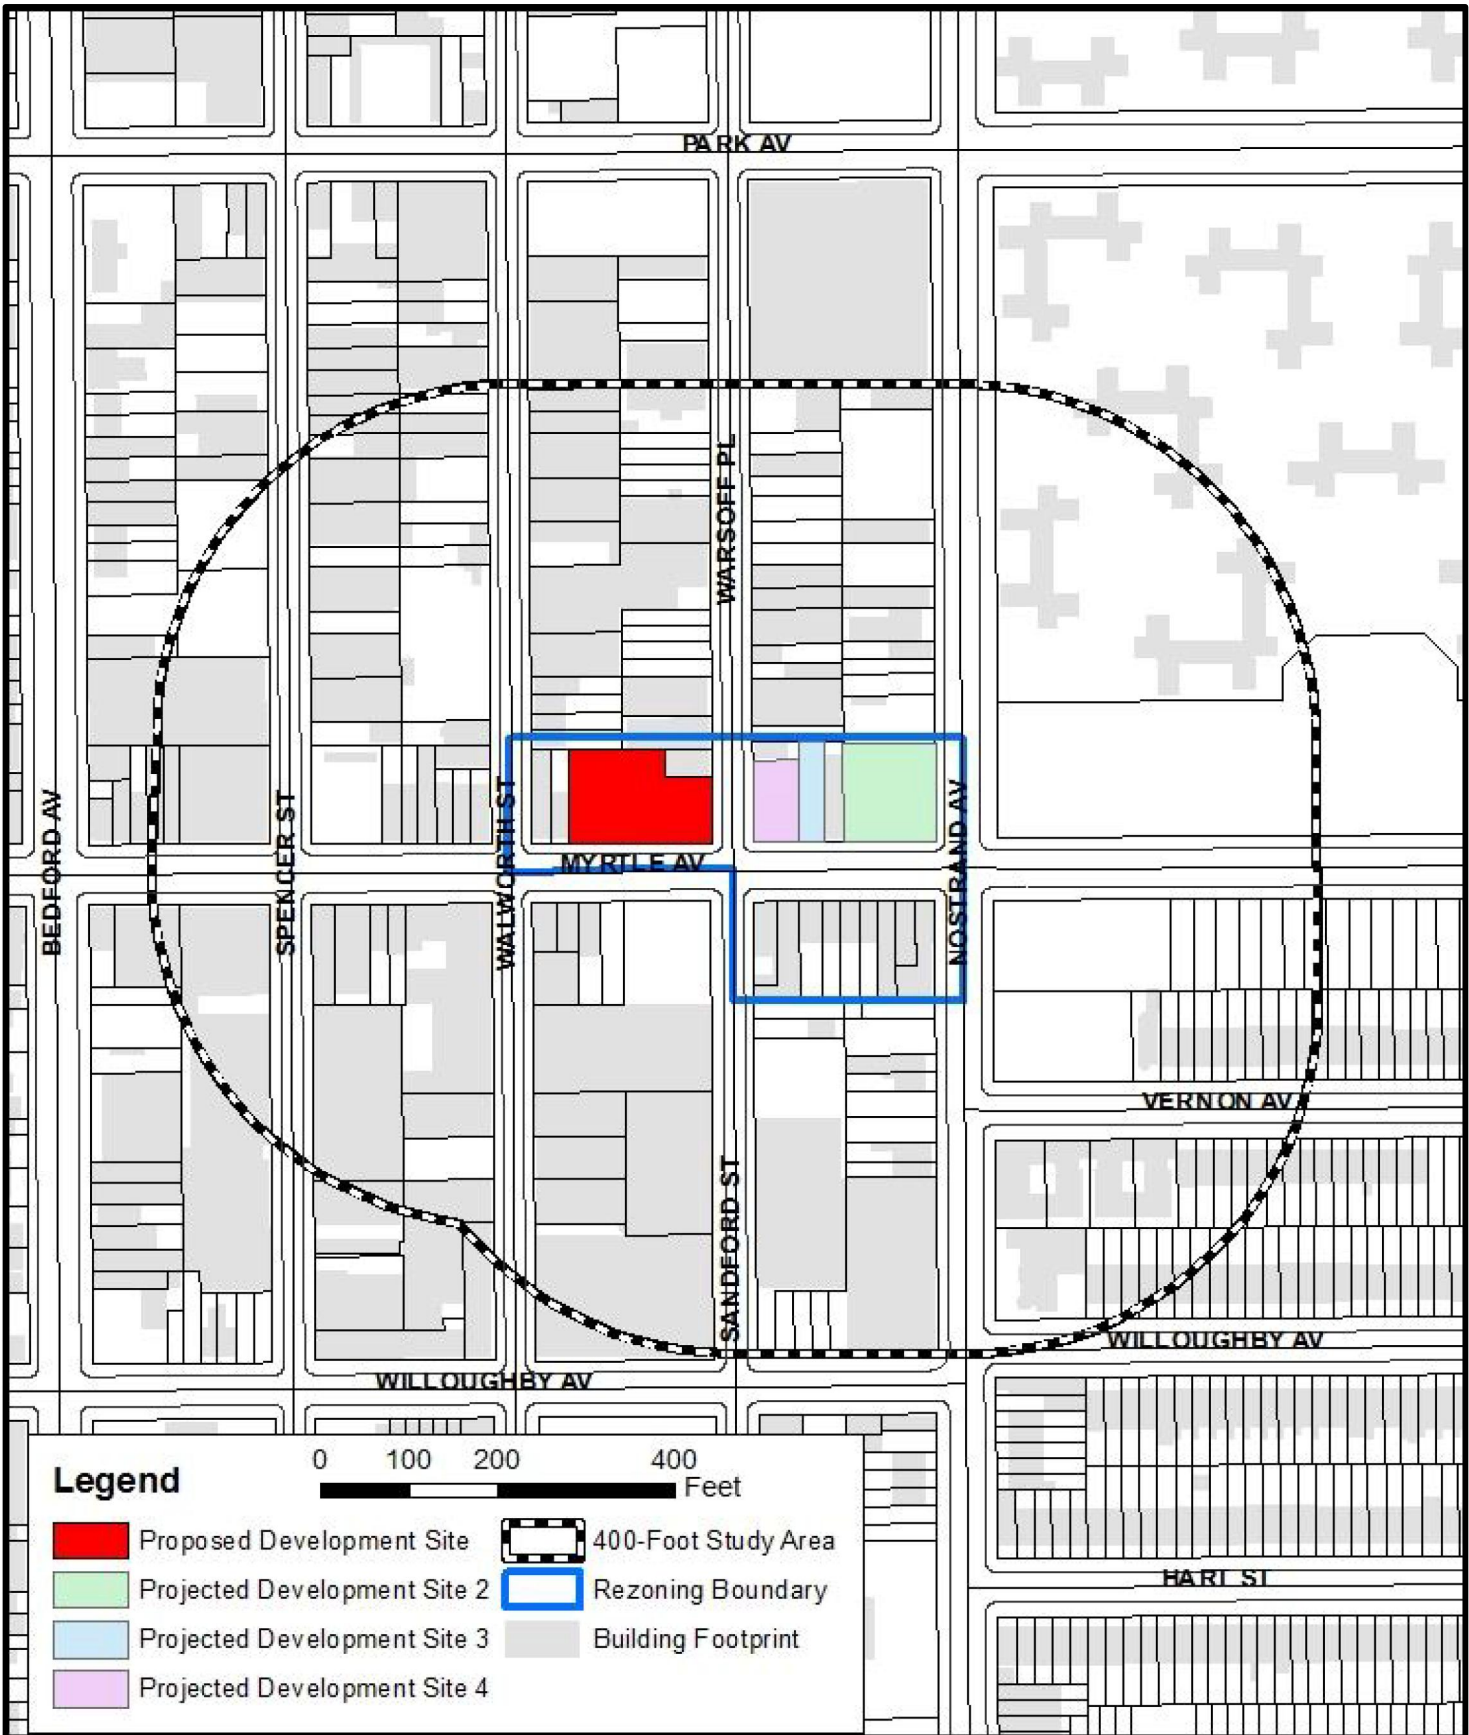 PARK AV
WARSOFF PL
BEDFORD AV
SPENCER ST
WALWORTH ST
MYRTLE AV
NOSTRAND AV
VERNON AV
SANDFORD ST
WILLOUGHBY AV
WILLOUGHBY AV
Legend
0 100 200 400
Feet
Proposed Development Site
400-Foot Study Area
Projected Development Site 2
Rezoning Boundary
Projected Development Site 3
Building Footprint
Projected Development Site 4
HART ST